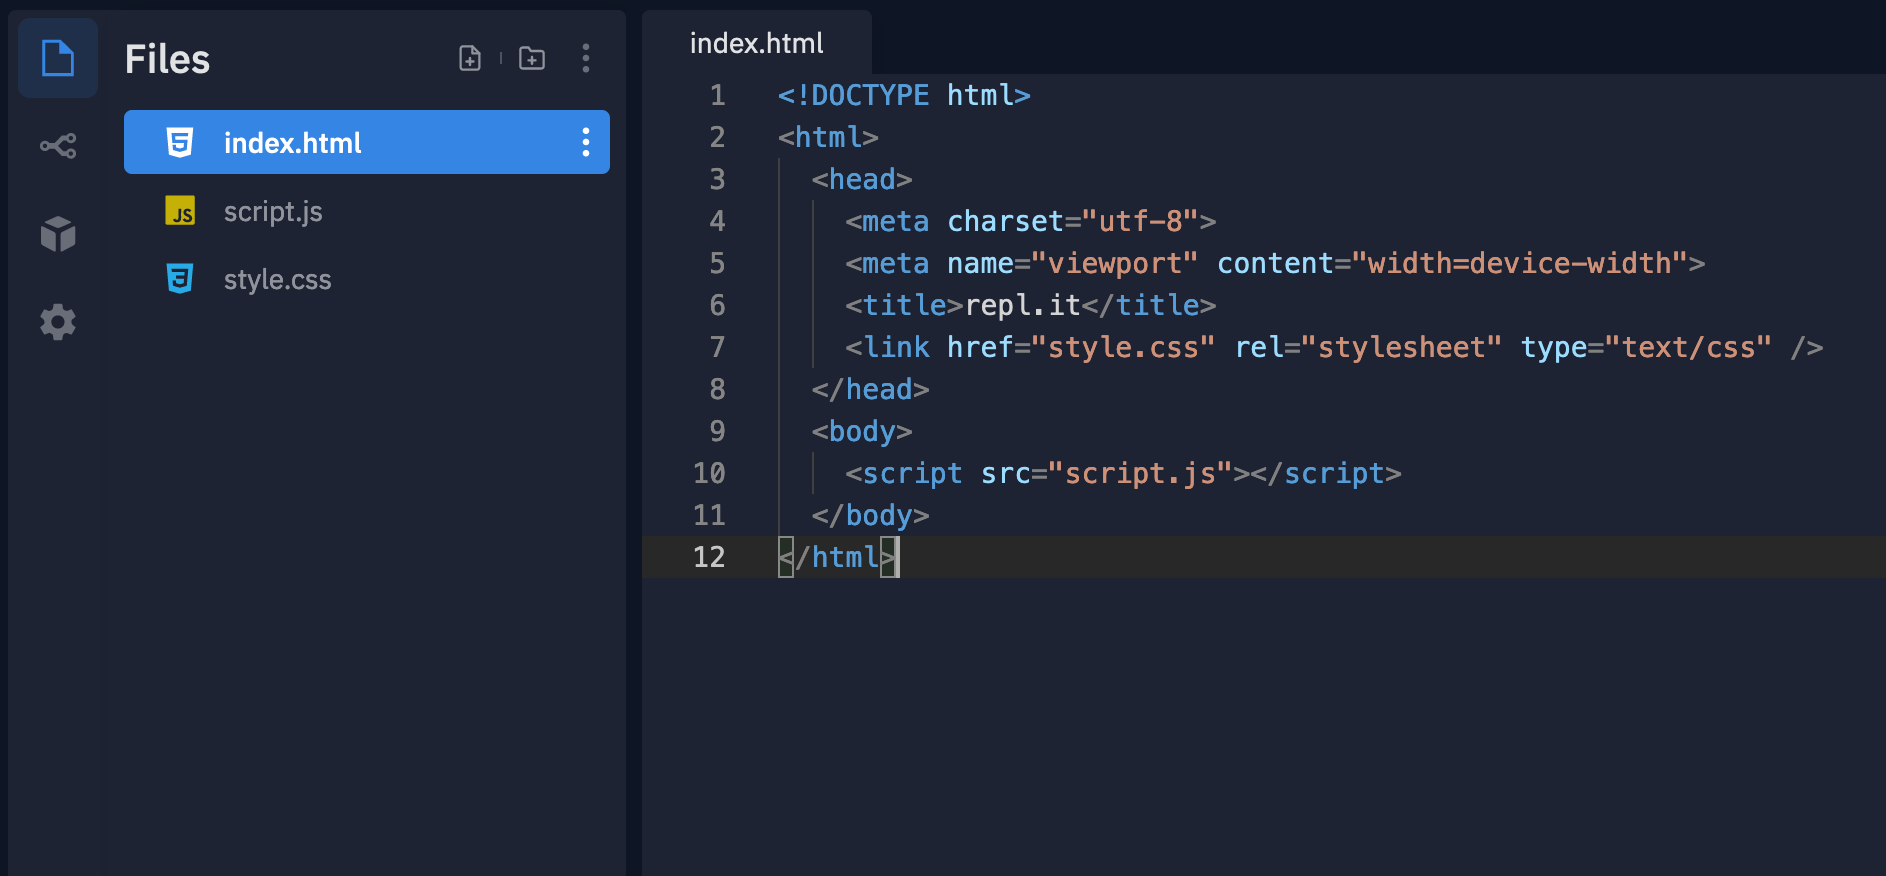 Files
index.html
JS script.js
style.css
index.html
1 <!DOCTYPE html>
2 <html>
3   <head>
4     <meta charset="utf-8">
5     <meta name="viewport" content="width=device-width">
6     <title>repl.it</title>
7     <link href="style.css" rel="stylesheet" type="text/css" />
8   </head>
9   <body>
10     <script src="script.js"></script>
11   </body>
12 </html>